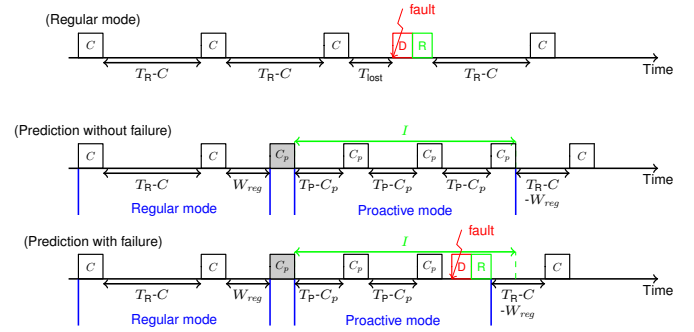 fault
(Regular mode)
C C C D R C
Time
T_R-C T_R-C T_lost T_R-C
(Prediction without failure)
I
C C C_p C_p C_p C_p C
Time
T_R-C W_reg T_P-C_p T_P-C_p T_P-C_p T_R-C
-W_reg
Regular mode Proactive mode
fault
(Prediction with failure)
I
C C C_p C_p C_p D R C
Time
T_R-C W_reg T_P-C_p T_P-C_p T_R-C
-W_reg
Regular mode Proactive mode